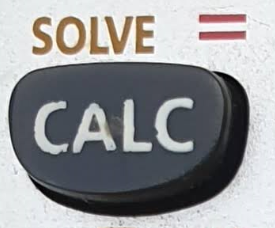 SOLVE =
CALC